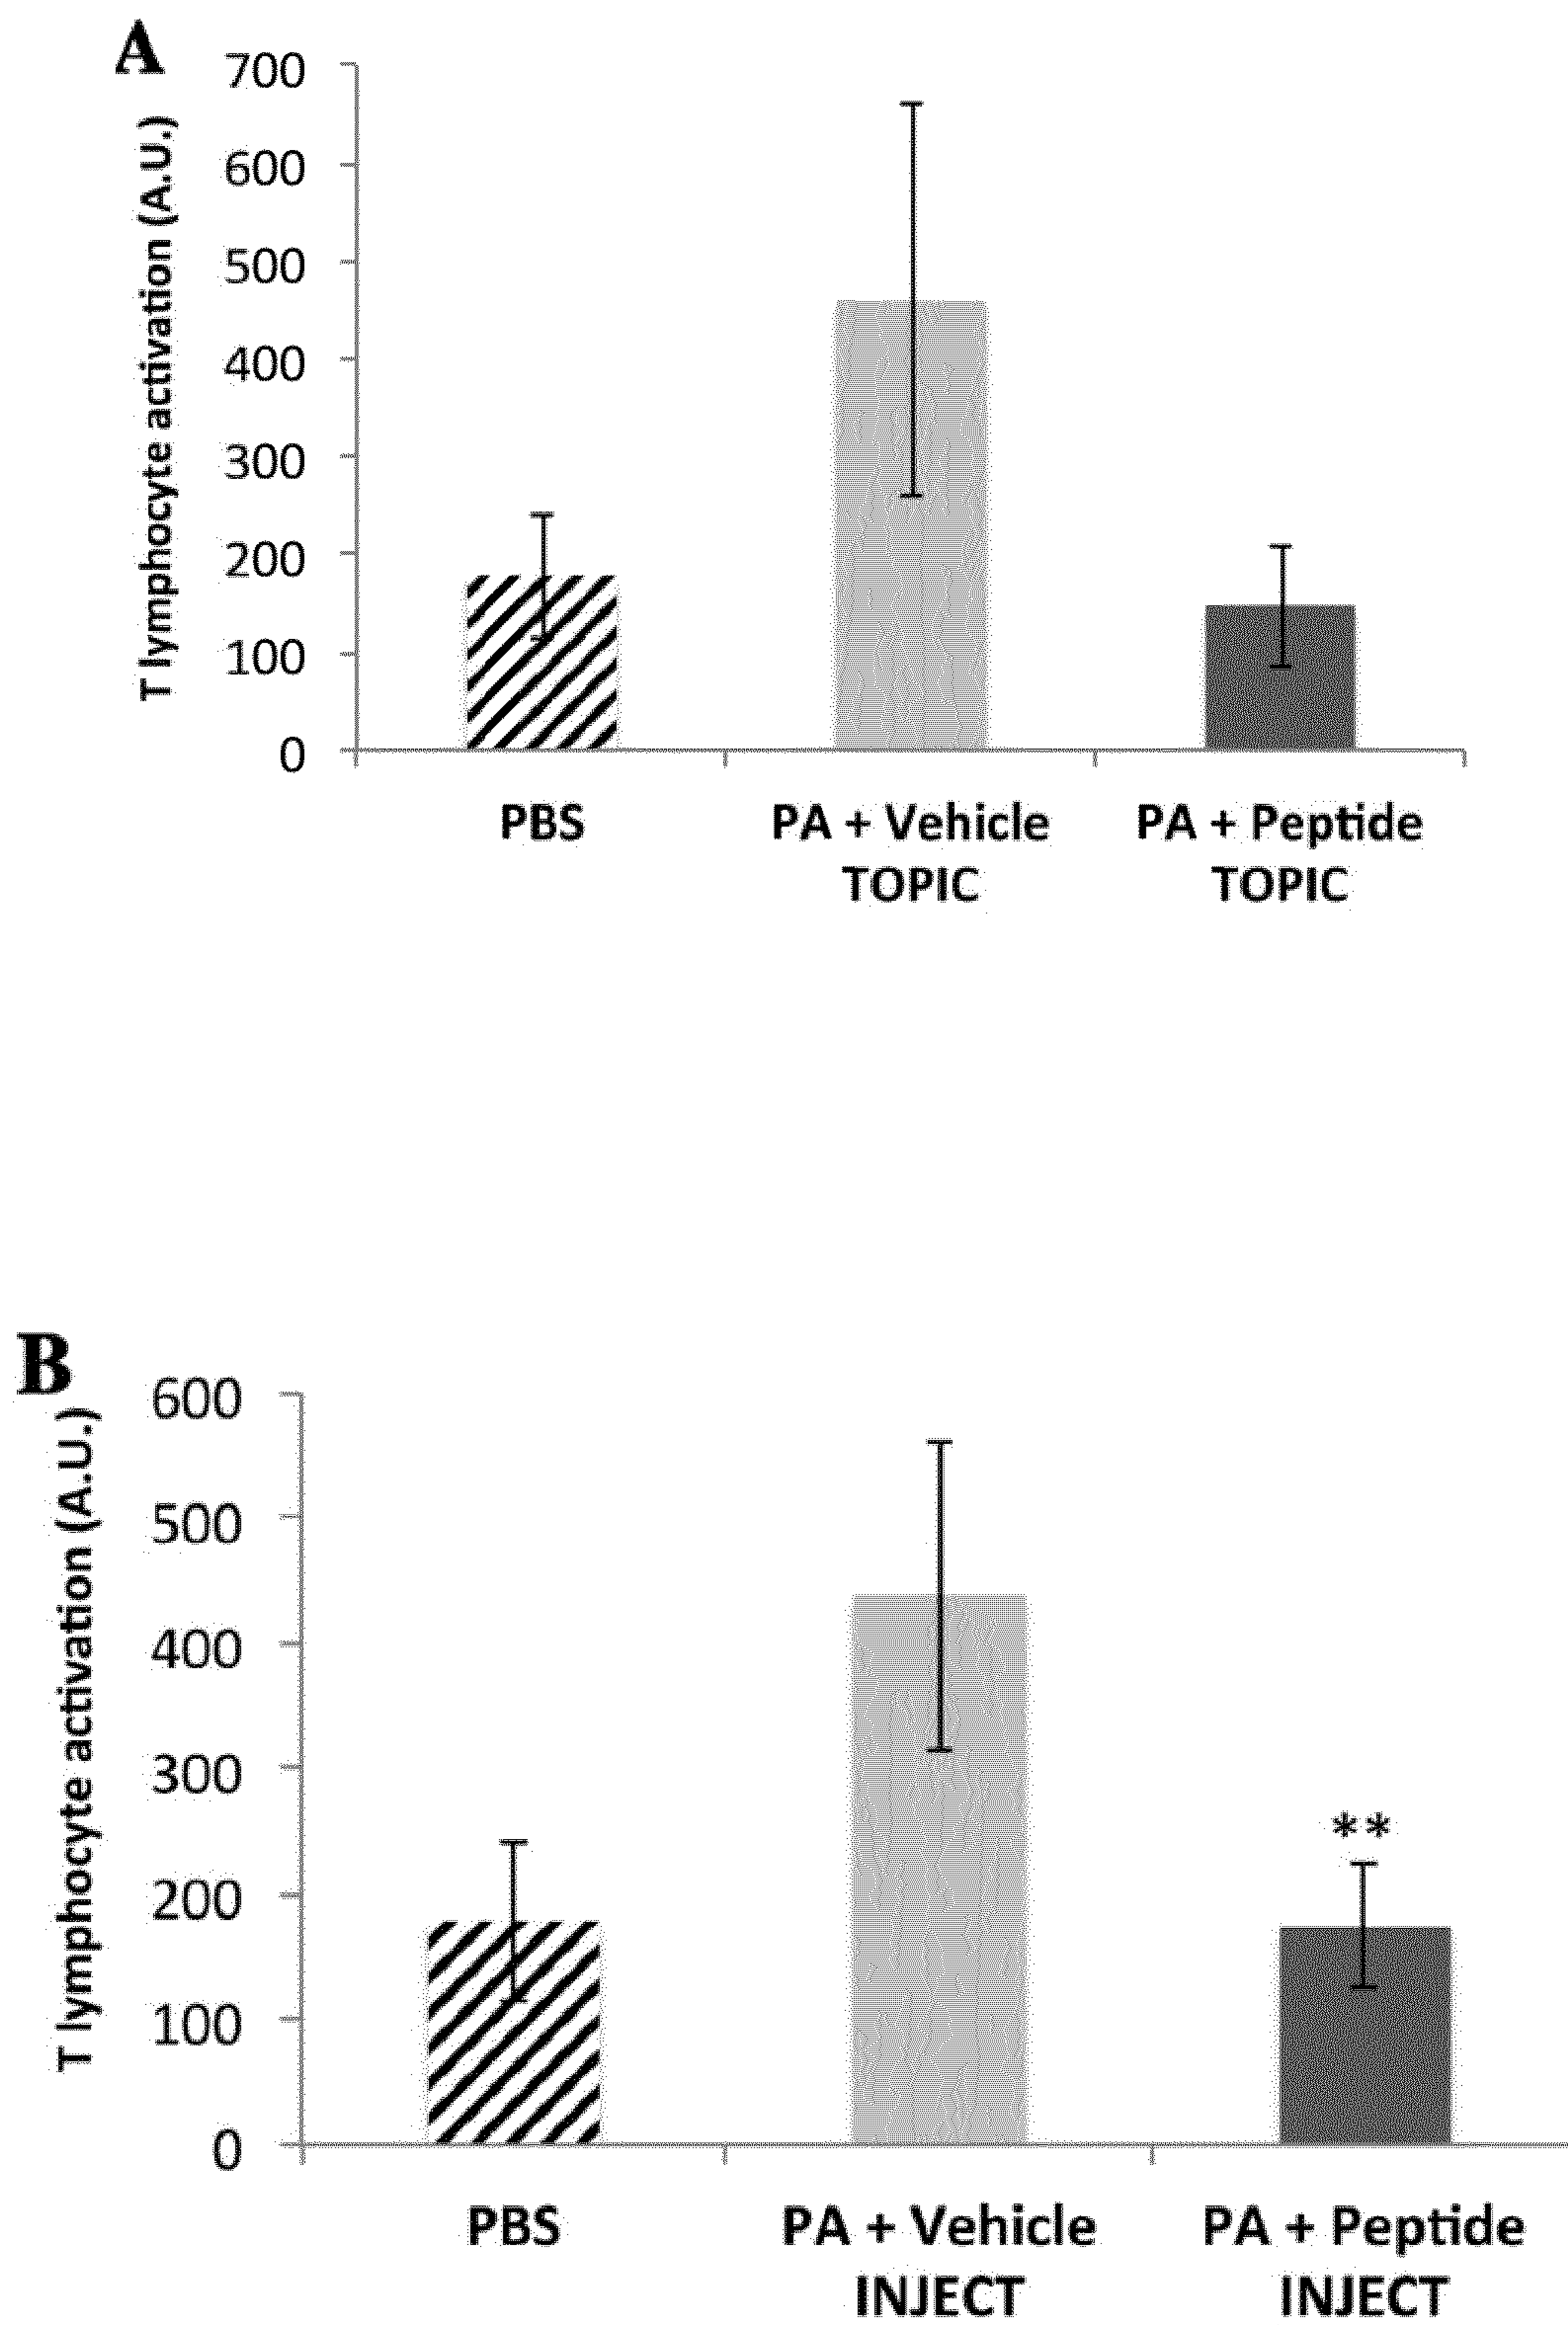 A
T lymphocyte activation (A.U.)
700
600
500
400
300
200
100
0
PBS
PA + Vehicle
TOPIC
PA + Peptide
TOPIC
B
T lymphocyte activation (A.U.)
600
500
400
300
200
100
0
**
PBS
PA + Vehicle
INJECT
PA + Peptide
INJECT